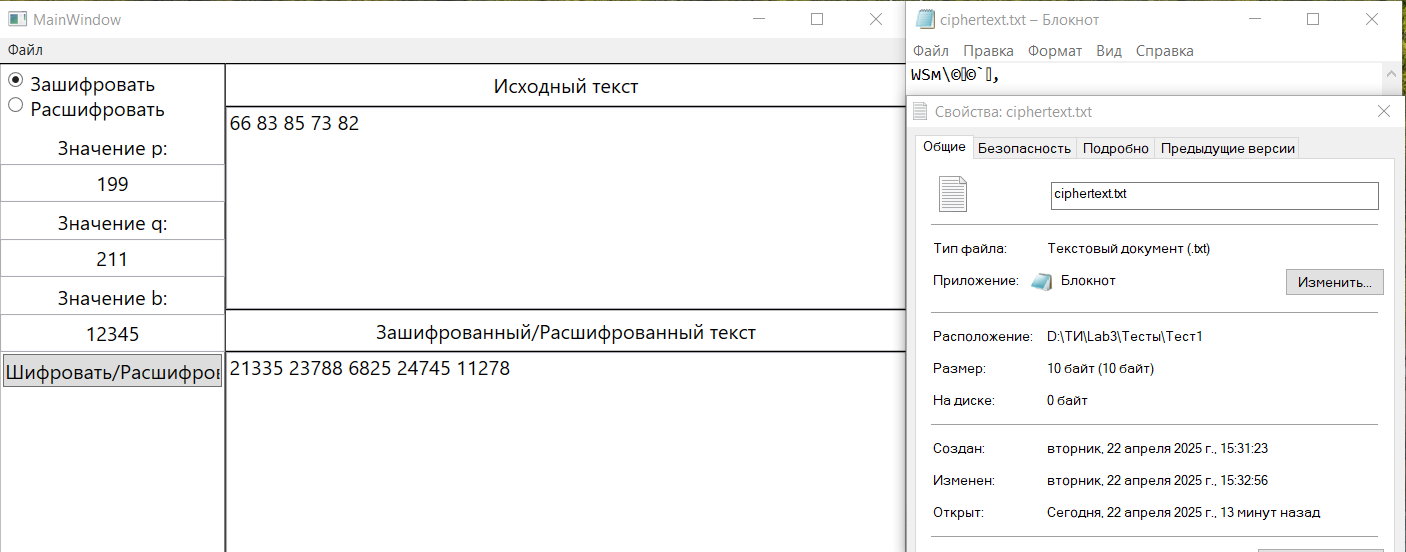 MainWindow
Файл
Зашифровать
Расшифровать
Значение p:
199
Значение q:
211
Значение b:
12345
Шифровать/Расшифров
Исходный текст
66 83 85 73 82
Зашифрованный/Расшифрованный текст
21335 23788 6825 24745 11278
ciphertext.txt – Блокнот
Файл Правка Формат Вид Справка
WSм\©▯©`▯,
Свойства: ciphertext.txt
Общие Безопасность Подробно Предыдущие версии
ciphertext.txt
Тип файла: Текстовый документ (.txt)
Приложение: Блокнот Изменить...
Расположение: D:\ТИ\Lab3\Тесты\Тест1
Размер: 10 байт (10 байт)
На диске: 0 байт
Создан: вторник, 22 апреля 2025 г., 15:31:23
Изменен: вторник, 22 апреля 2025 г., 15:32:56
Открыт: Сегодня, 22 апреля 2025 г., 13 минут назад